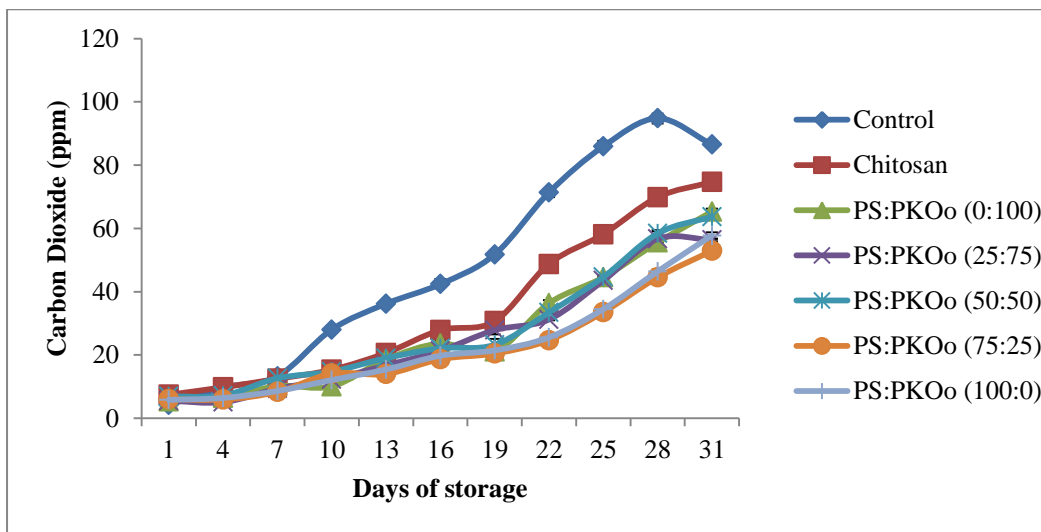 120
100
80
60
40
20
0
Carbon Dioxide (ppm)
1 4 7 10 13 16 19 22 25 28 31
Days of storage
Control
Chitosan
PS:PKOo (0:100)
PS:PKOo (25:75)
PS:PKOo (50:50)
PS:PKOo (75:25)
PS:PKOo (100:0)